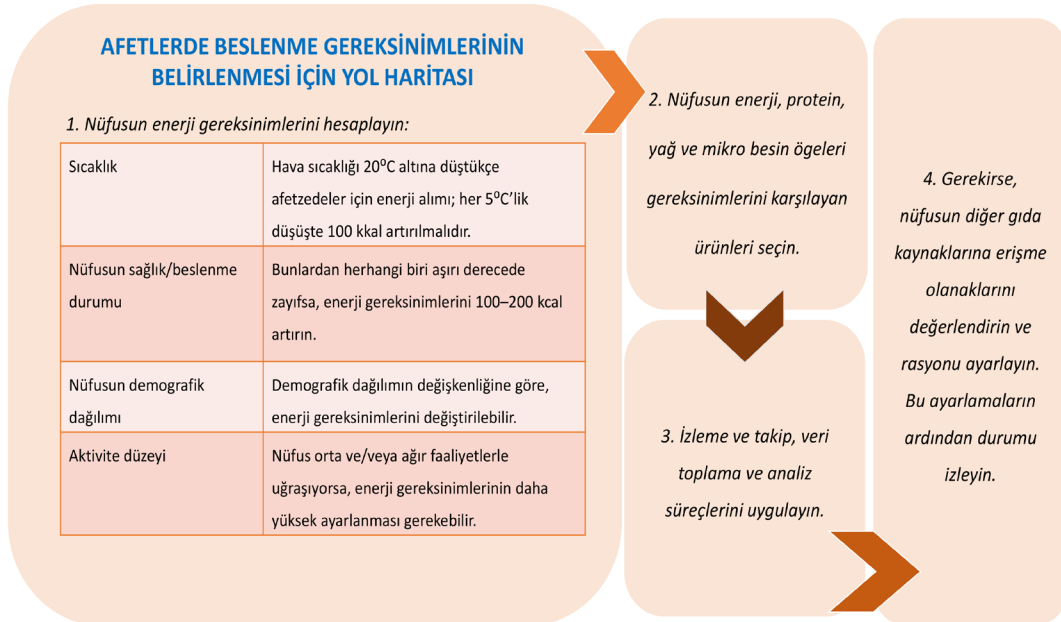 AFETLERDE BESLENME GEREKSİNİMLERİNİN
BELİRLENMESİ İÇİN YOL HARİTASI
1. Nüfusun enerji gereksinimlerini hesaplayın:
Sıcaklık
Hava sıcaklığı 20⁰C altına düştükçe
afetzedeler için enerji alımı; her 5⁰C’lik
düşüşte 100 kkal artırılmalıdır.
Nüfusun sağlık/beslenme
durumu
Bunlardan herhangi biri aşırı derecede
zayıfsa, enerji gereksinimlerini 100–200 kcal
artırın.
Nüfusun demografik
dağılımı
Demografik dağılımın değişkenliğine göre,
enerji gereksinimlerini değiştirilebilir.
Aktivite düzeyi
Nüfus orta ve/veya ağır faaliyetlerle
uğraşıyorsa, enerji gereksinimlerinin daha
yüksek ayarlanması gerekebilir.
2. Nüfusun enerji, protein,
yağ ve mikro besin ögeleri
gereksinimlerini karşılayan
ürünleri seçin.
3. İzleme ve takip, veri
toplama ve analiz
süreçlerini uygulayın.
4. Gerekirse,
nüfusun diğer gıda
kaynaklarına erişme
olanaklarını
değerlendirin ve
rasyonu ayarlayın.
Bu ayarlamaların
ardından durumu
izleyin.